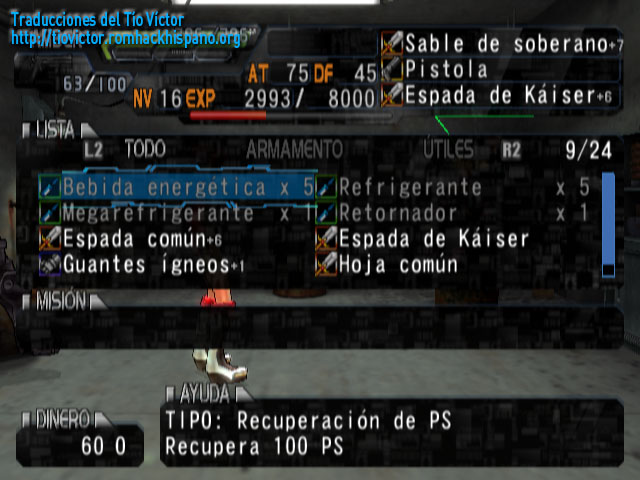 Traducciones del Tio Victor
http://tiovictor.romhackhispano.org
Sable de soberano+7
63/100
AT 75 DF 45
Pistola
NV 16 EXP 2993/ 8000
Espada de Káiser+6
LISTA
L2 TODO ARMAMENTO ÚTILES R2 9/24
Bebida energética x 5 Refrigerante x 5
Megarefrigerante x 1 Retornador x 1
Espada común+6 Espada de Káiser
Guantes ígneos+1 Hoja común
MISIÓN
AYUDA
DINERO
TIPO: Recuperación de PS
60 0
Recupera 100 PS